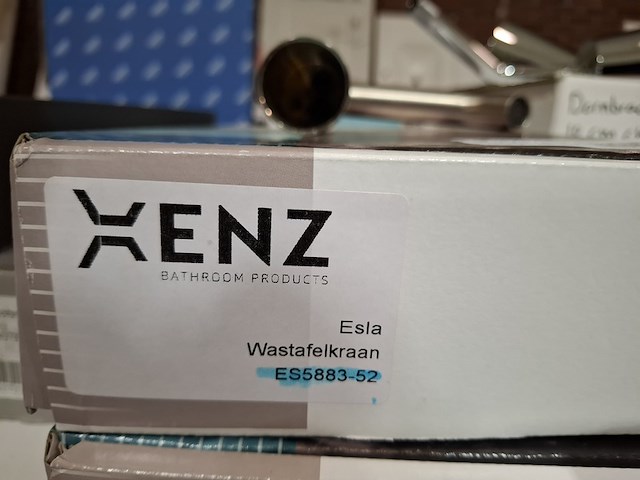 XENZ
BATHROOM PRODUCTS
Esla
Wastafelkraan
ES5883-52